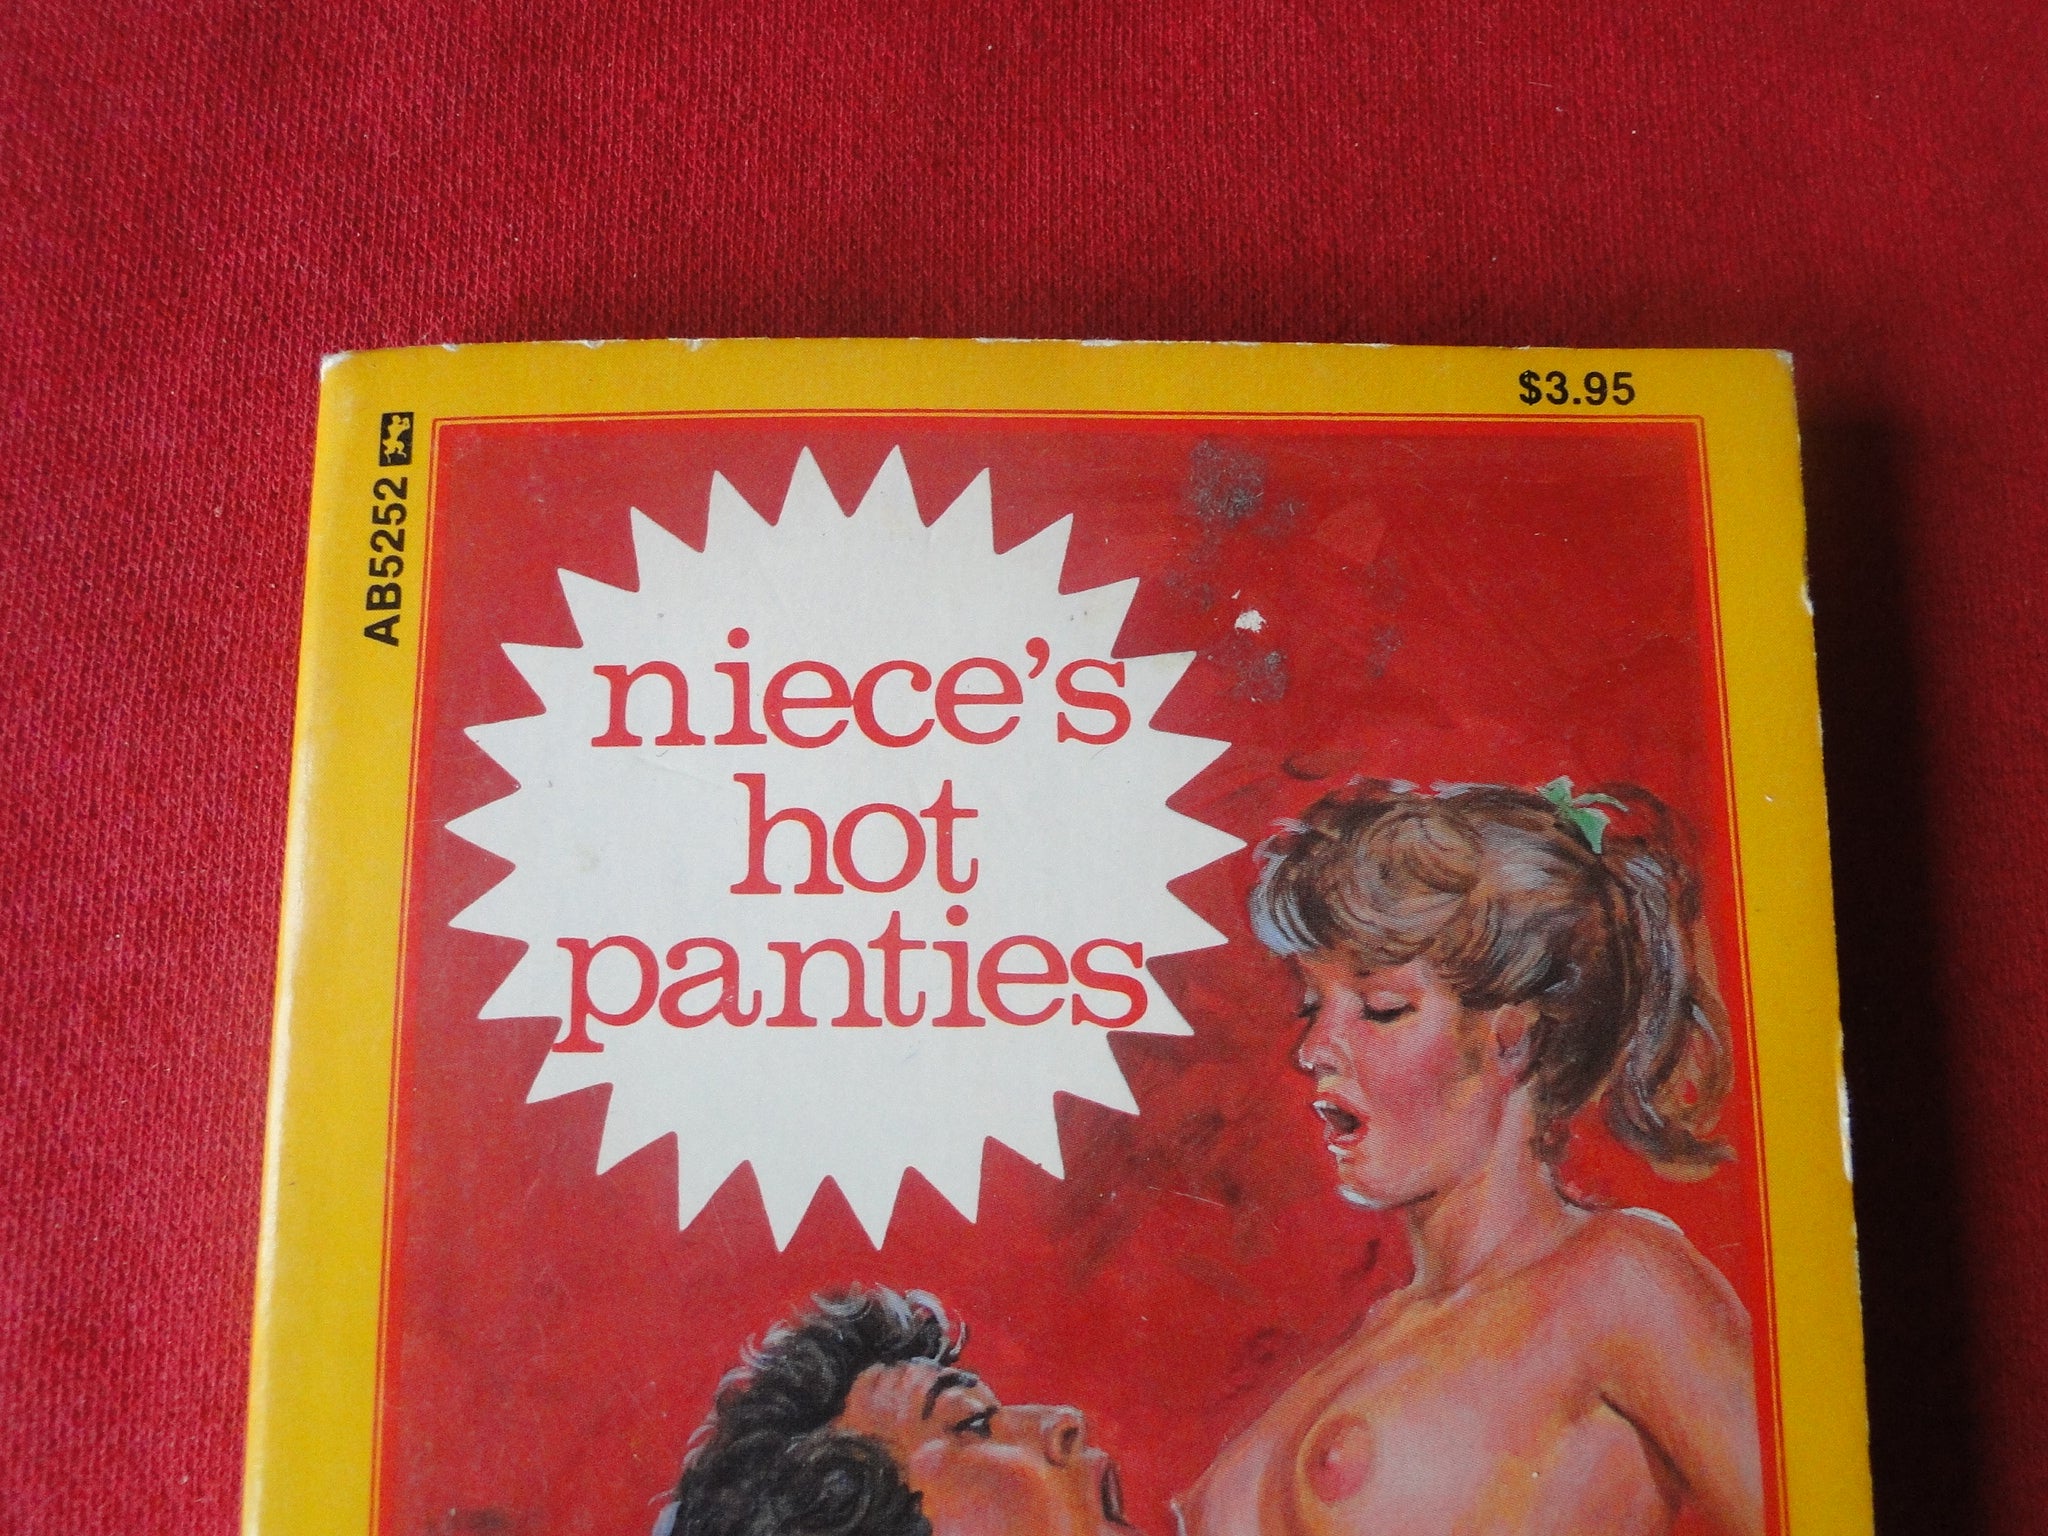 $3.95
AB5252
niece's
hot
panties